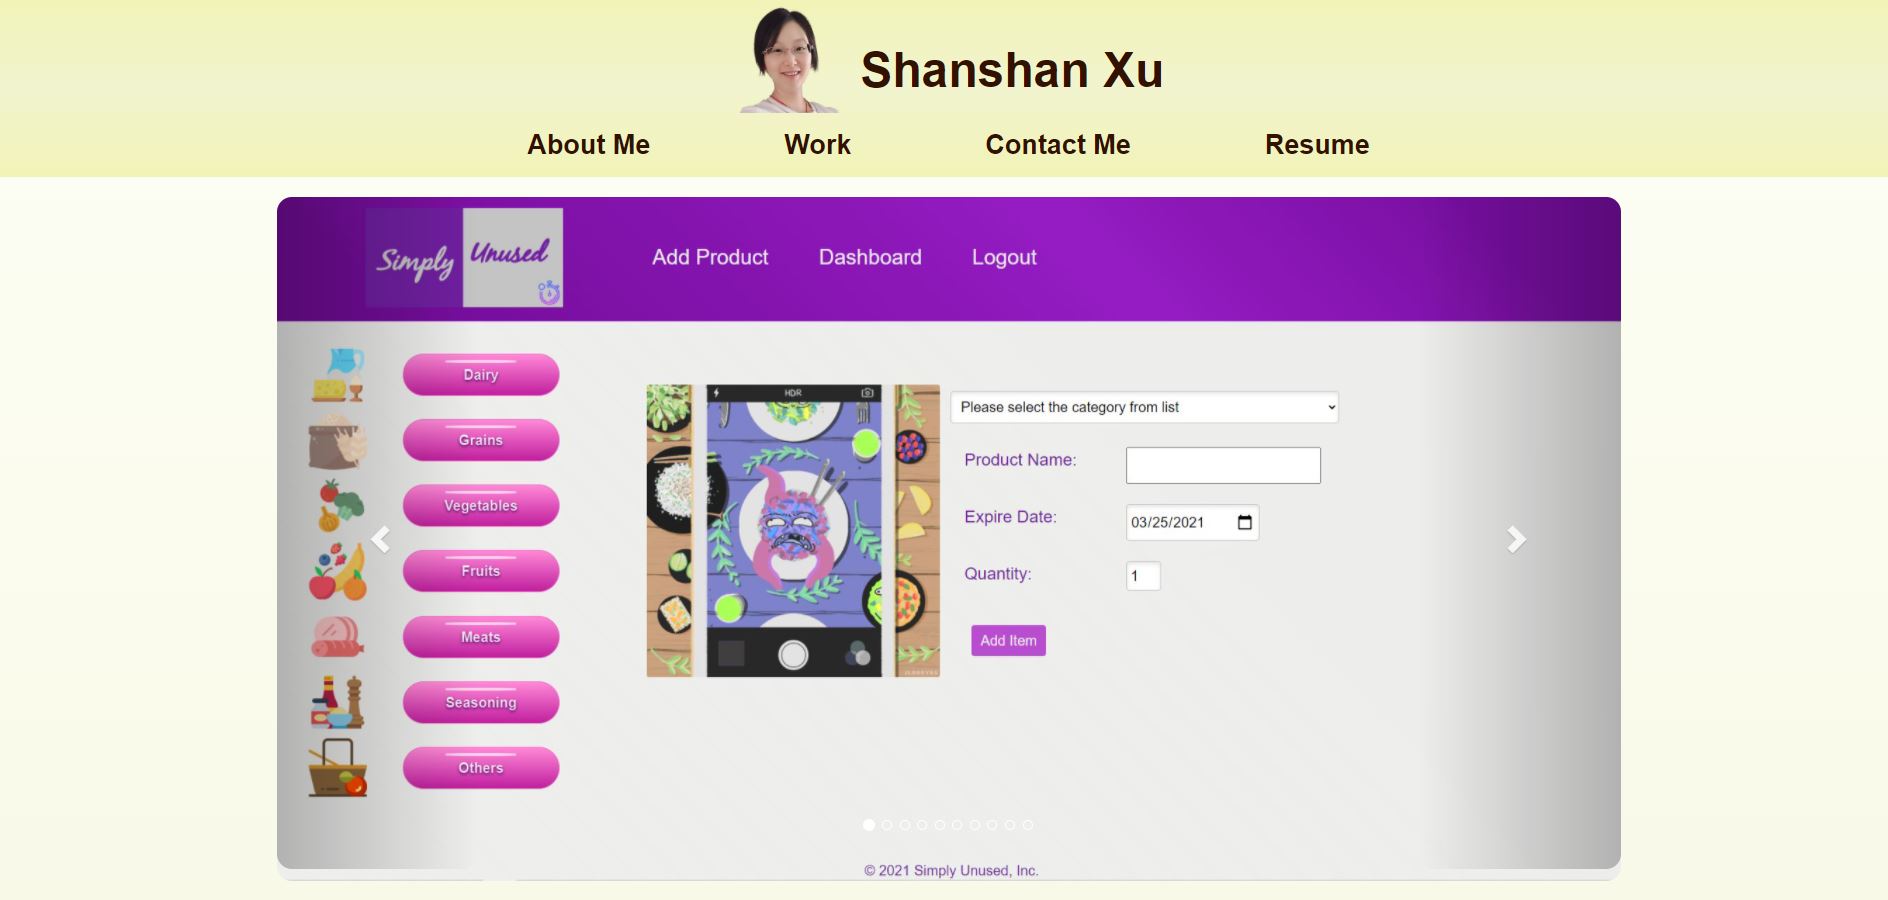 Shanshan Xu
About Me Work Contact Me Resume
Simply Unused
Add Product Dashboard Logout
Dairy
Grains
Vegetables
Fruits
Meats
Seasoning
Others
HDR
Please select the category from list
Product Name:
Expire Date: 03/25/2021
Quantity: 1
Add Item
© 2021 Simply Unused, Inc.